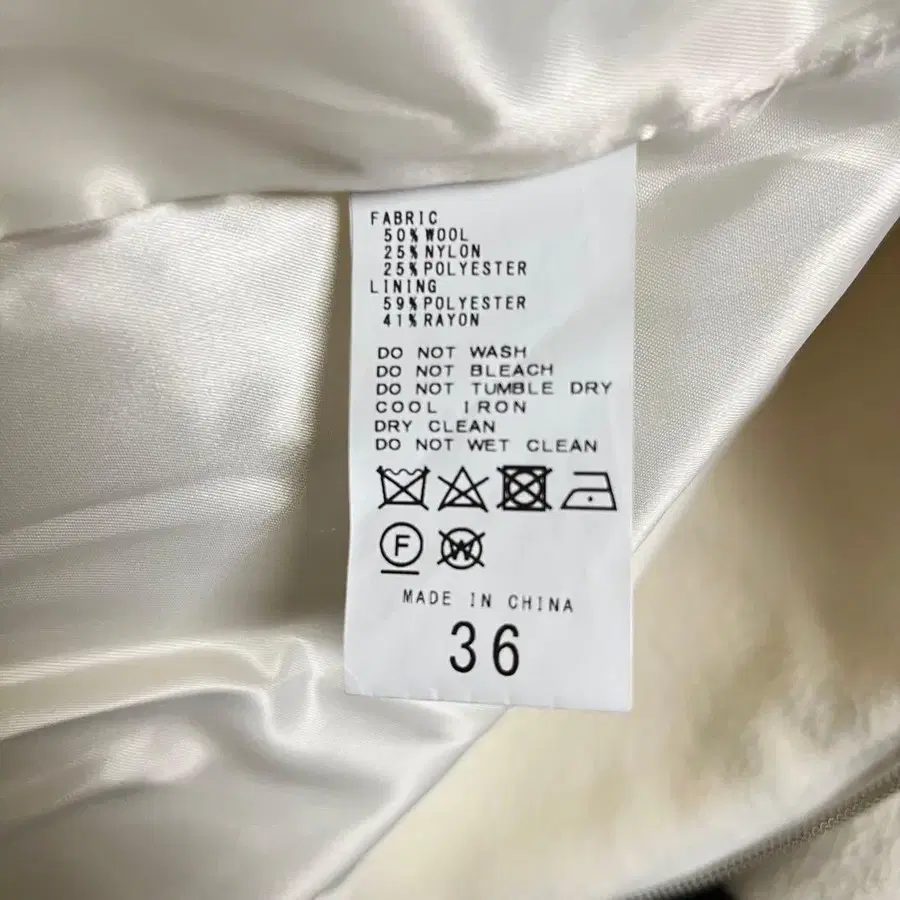 FABRIC
50%WOOL
25%NYLON
25%POLYESTER
LINING
59%POLYESTER
41%RAYON
DO NOT WASH
DO NOT BLEACH
DO NOT TUMBLE DRY
COOL IRON
DRY CLEAN
DO NOT WET CLEAN
F W
MADE IN CHINA
36